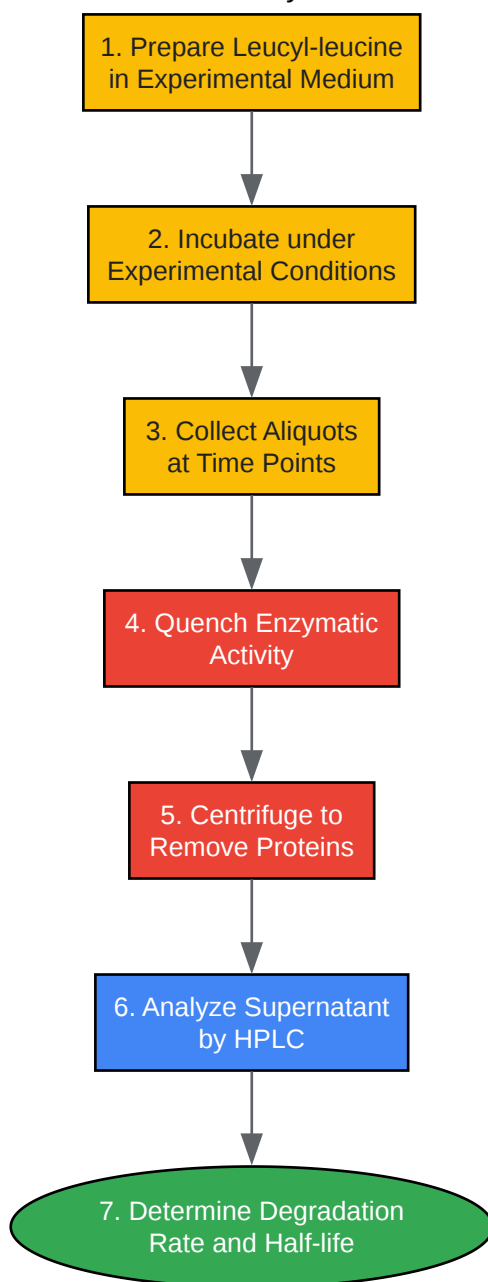 1. Prepare Leucyl-leucine
in Experimental Medium
2. Incubate under
Experimental Conditions
3. Collect Aliquots
at Time Points
4. Quench Enzymatic
Activity
5. Centrifuge to
Remove Proteins
6. Analyze Supernatant
by HPLC
7. Determine Degradation
Rate and Half-life